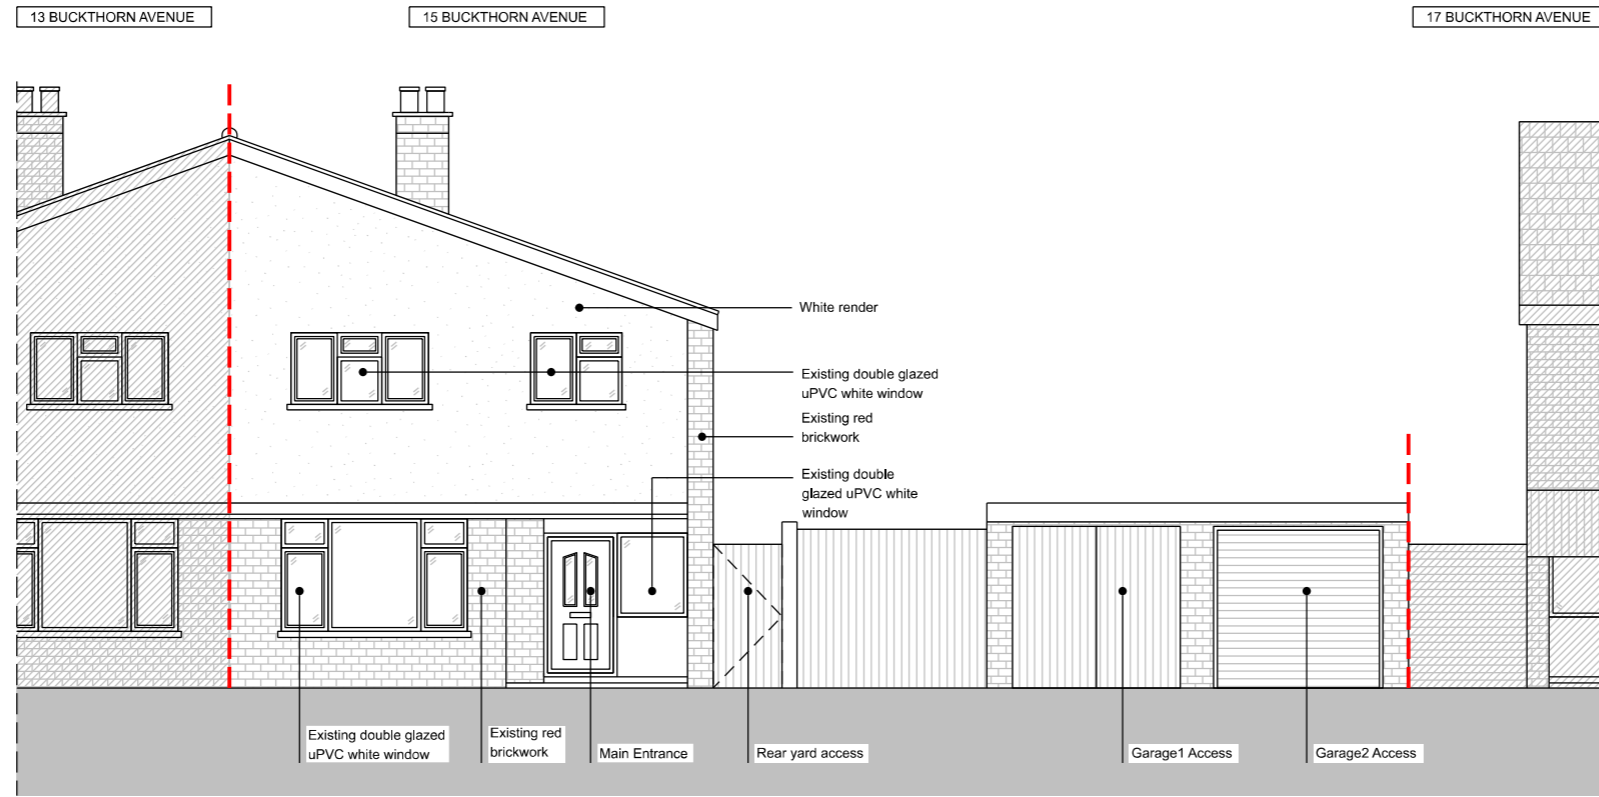 13 BUCKTHORN AVENUE
15 BUCKTHORN AVENUE
17 BUCKTHORN AVENUE
White render
Existing double glazed
uPVC white window
Existing red
brickwork
Existing double
glazed uPVC white
window
Existing double glazed
uPVC white window
Existing red
brickwork
Main Entrance
Rear yard access
Garage1 Access
Garage2 Access